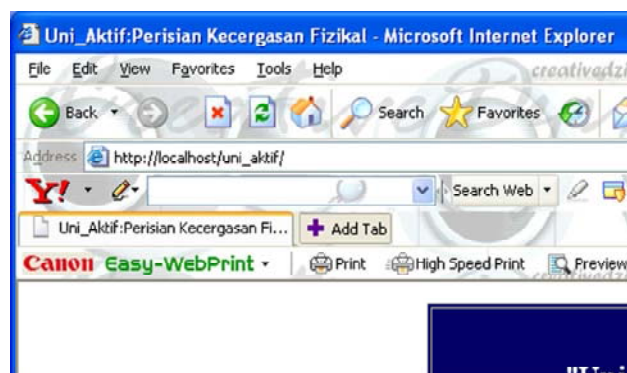 Uni_Aktif:Perisian Kecergasan Fizikal - Microsoft Internet Explorer
File Edit View Favorites Tools Help
Back Search Favorites
Address http://localhost/uni_aktif/
Y! Search Web
Uni_Aktif:Perisian Kecergasan Fi... Add Tab
Canon Easy-WebPrint Print High Speed Print Preview
"Uni